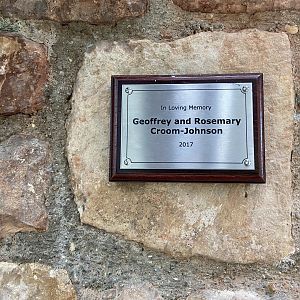 In Loving Memory
Geoffrey and Rosemary
Croom-Johnson
2017